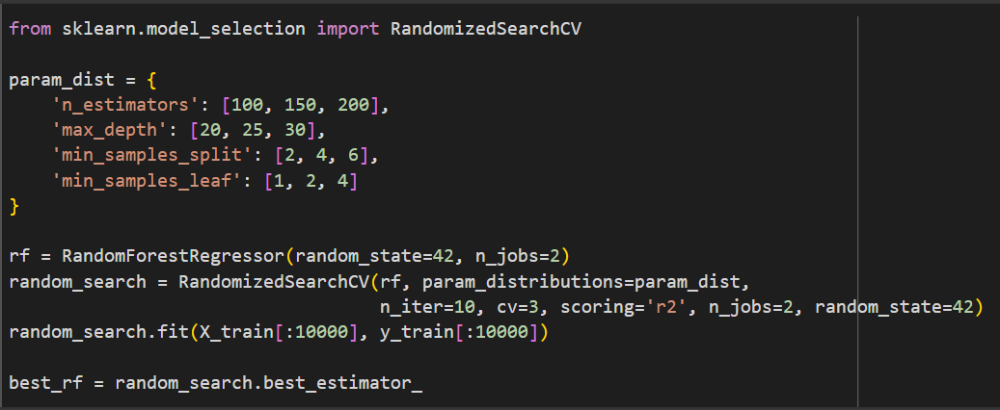 from sklearn.model_selection import RandomizedSearchCV

param_dist = {
    'n_estimators': [100, 150, 200],
    'max_depth': [20, 25, 30],
    'min_samples_split': [2, 4, 6],
    'min_samples_leaf': [1, 2, 4]
}

rf = RandomForestRegressor(random_state=42, n_jobs=2)
random_search = RandomizedSearchCV(rf, param_distributions=param_dist,
                                   n_iter=10, cv=3, scoring='r2', n_jobs=2, random_state=42)
random_search.fit(X_train[:10000], y_train[:10000])

best_rf = random_search.best_estimator_